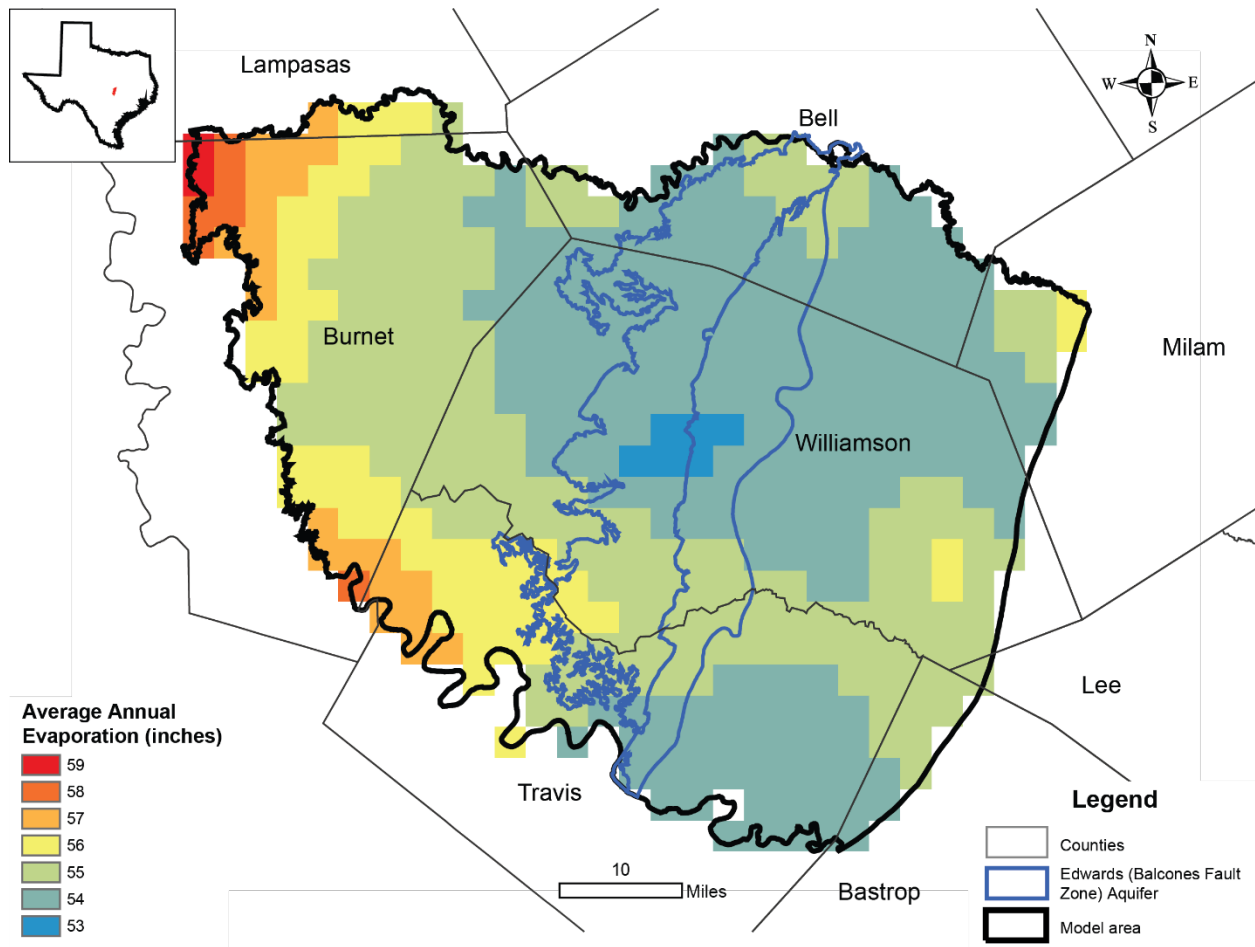 Lampasas
N
W
E
S
Bell
Burnet
Milam
Williamson
Lee
Travis
Bastrop
10
Miles
Average Annual
Evaporation (inches)
59
58
57
56
55
54
53
Legend
Counties
Edwards (Balcones Fault
Zone) Aquifer
Model area